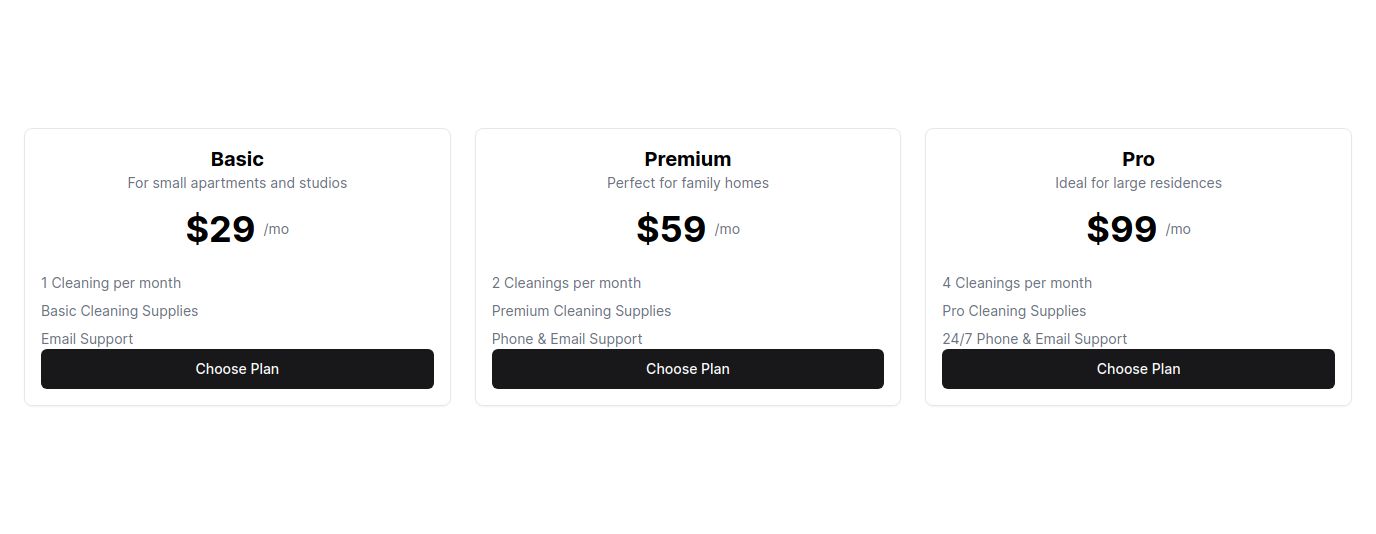 Basic
For small apartments and studios
$29 /mo
1 Cleaning per month
Basic Cleaning Supplies
Email Support
Choose Plan
Premium
Perfect for family homes
$59 /mo
2 Cleanings per month
Premium Cleaning Supplies
Phone & Email Support
Choose Plan
Pro
Ideal for large residences
$99 /mo
4 Cleanings per month
Pro Cleaning Supplies
24/7 Phone & Email Support
Choose Plan